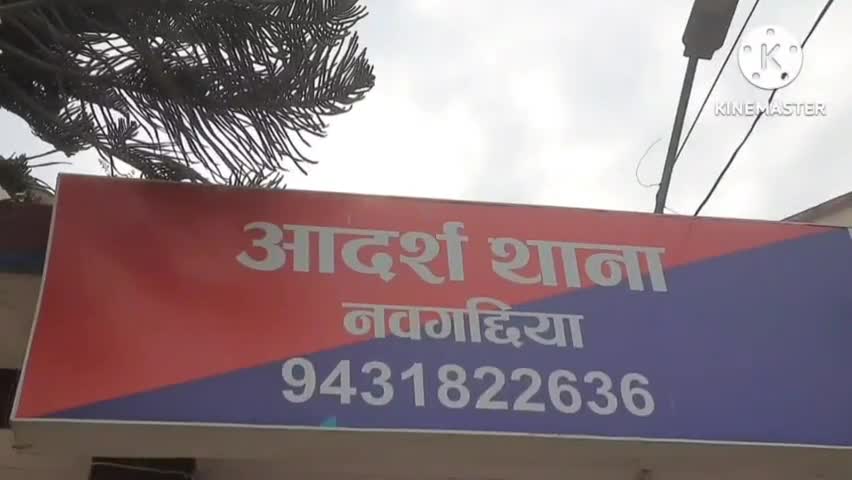 KINEMASTER
आदर्श थाना
नवगछिया
9431822636